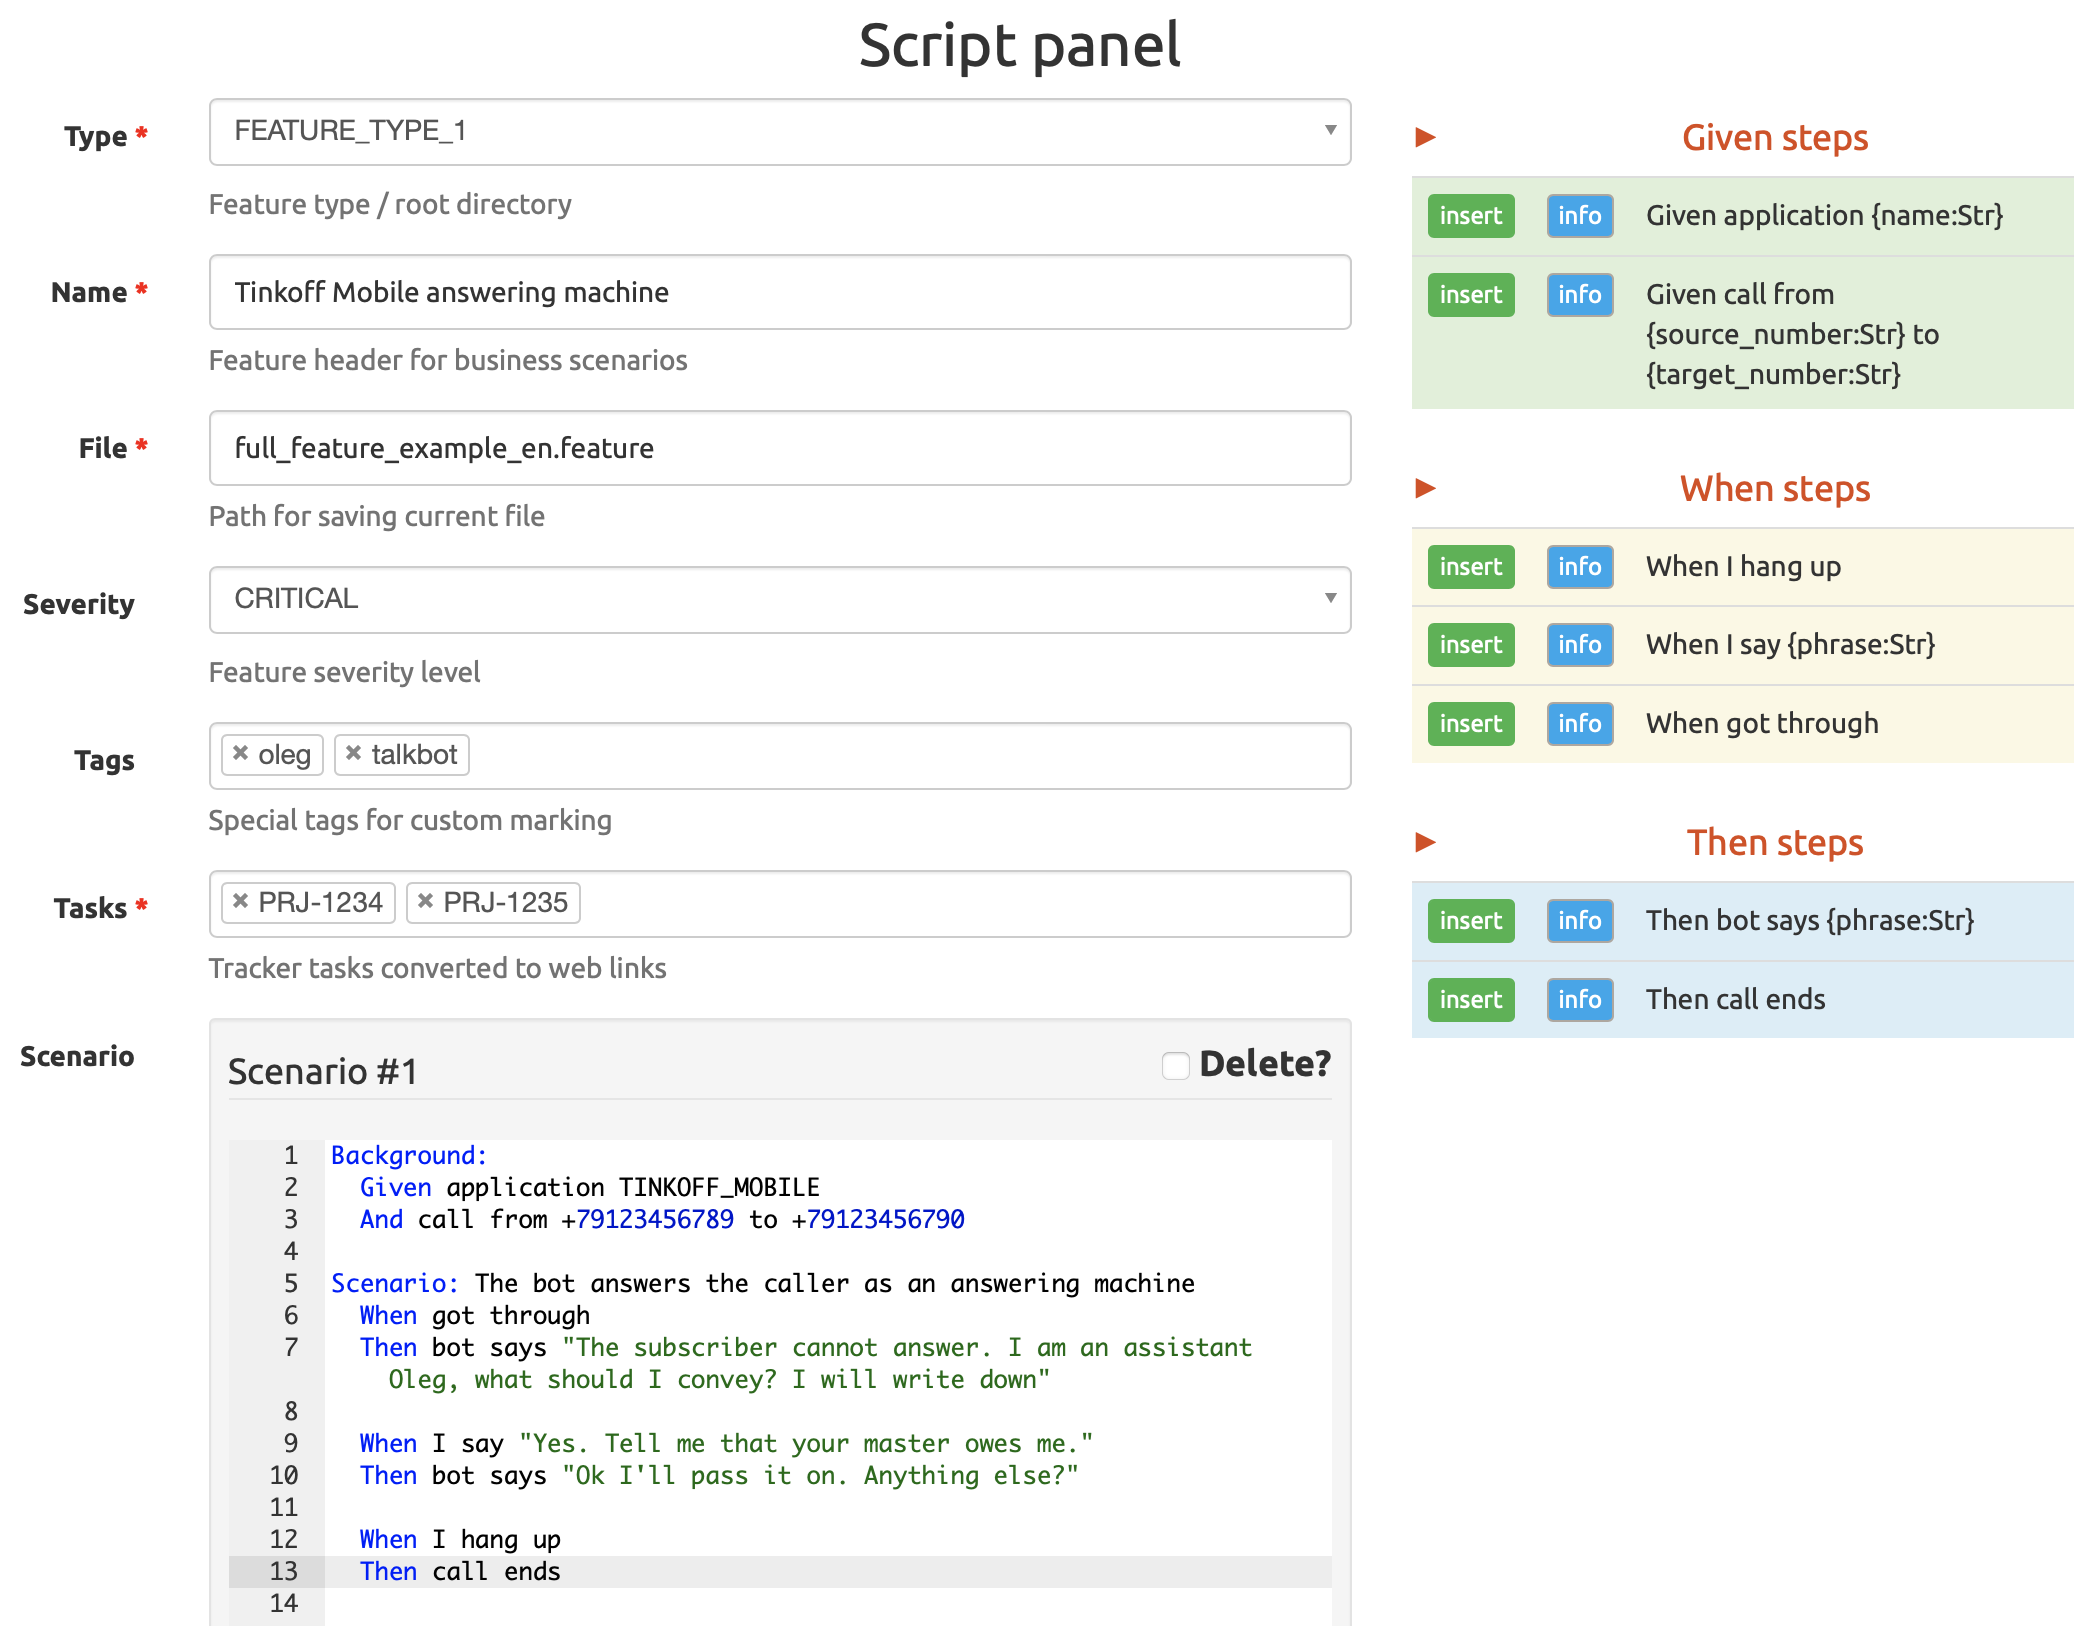 Script panel
Type *
FEATURE_TYPE_1
Feature type / root directory
Name *
Tinkoff Mobile answering machine
Feature header for business scenarios
File *
full_feature_example_en.feature
Path for saving current file
Severity
CRITICAL
Feature severity level
Tags
× oleg × talkbot
Special tags for custom marking
Tasks *
× PRJ-1234 × PRJ-1235
Tracker tasks converted to web links
Scenario
Scenario #1
Delete?
1 Background:
2 Given application TINKOFF_MOBILE
3 And call from +79123456789 to +79123456790
4
5 Scenario: The bot answers the caller as an answering machine
6 When got through
7 Then bot says "The subscriber cannot answer. I am an assistant
Oleg, what should I convey? I will write down"
8
9 When I say "Yes. Tell me that your master owes me."
10 Then bot says "Ok I'll pass it on. Anything else?"
11
12 When I hang up
13 Then call ends
14
Given steps
insert info Given application {name:Str}
insert info Given call from
{source_number:Str} to
{target_number:Str}
When steps
insert info When I hang up
insert info When I say {phrase:Str}
insert info When got through
Then steps
insert info Then bot says {phrase:Str}
insert info Then call ends